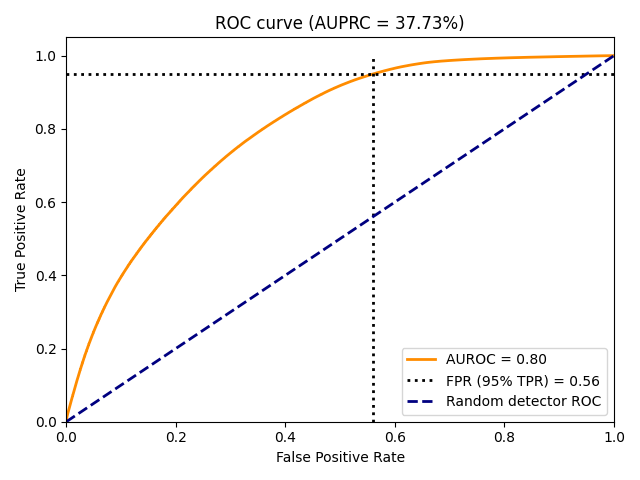 ROC curve (AUPRC = 37.73%)
True Positive Rate
1.0
0.8
0.6
0.4
0.2
0.0
AUROC = 0.80
FPR (95% TPR) = 0.56
Random detector ROC
0.0 0.2 0.4 0.6 0.8 1.0
False Positive Rate